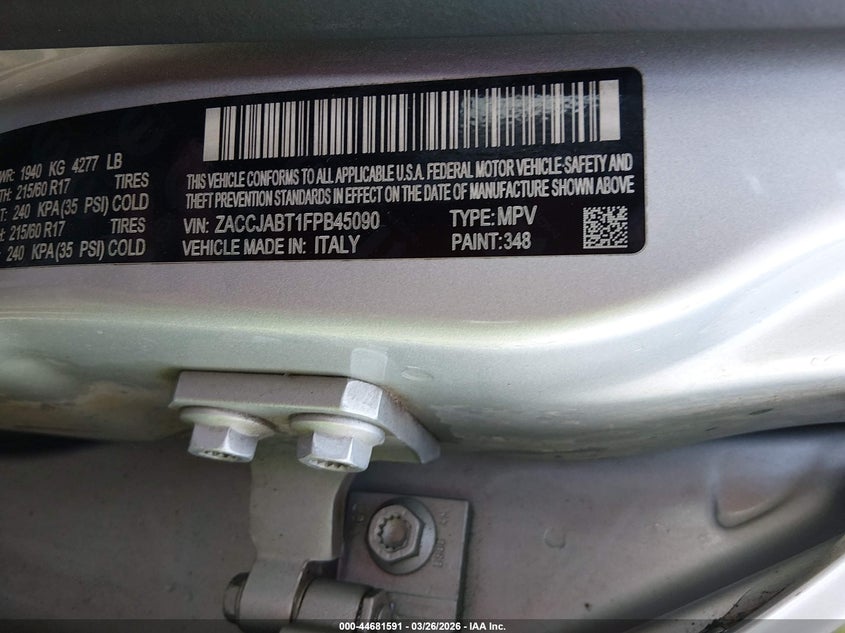 WR: 1940 KG 4277 LB
TH: 215/60 R17 TIRES
T: 240 KPA(35 PSI) COLD
: 215/60 R17 TIRES
: 240 KPA(35 PSI) COLD
THIS VEHICLE CONFORMS TO ALL APPLICABLE U.S.A. FEDERAL MOTOR VEHICLE-SAFETY AND
THEFT PREVENTION STANDARDS IN EFFECT ON THE DATE OF MANUFACTURE SHOWN ABOVE
VIN: ZACCJABT1FPB45090 TYPE: MPV
VEHICLE MADE IN: ITALY PAINT:348
000-44681591 - 03/26/2026 - IAA Inc.